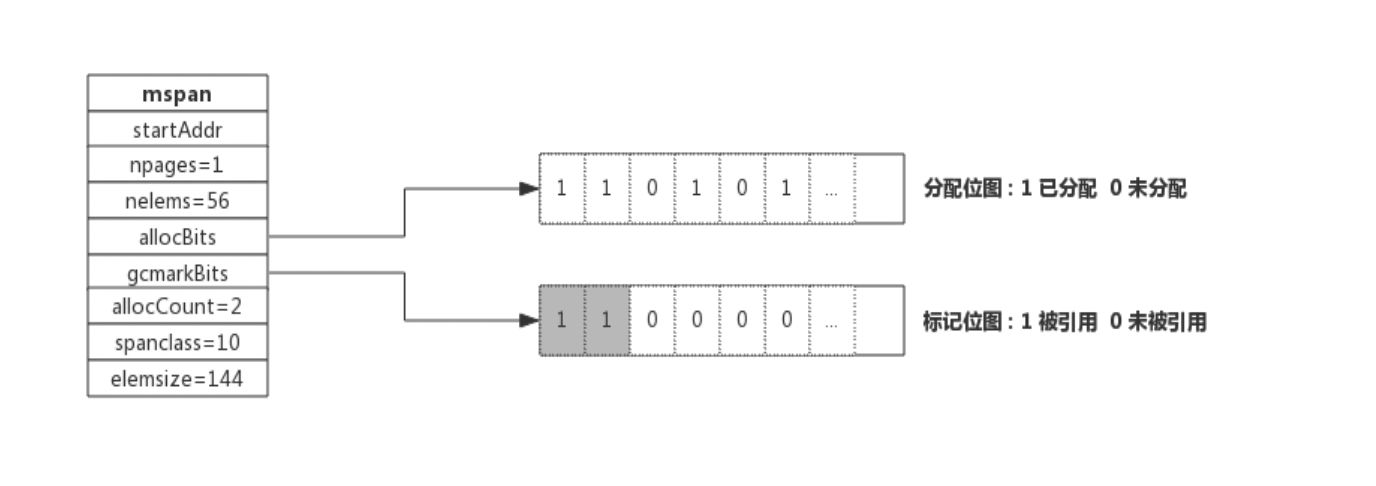 mspan
startAddr
npages=1
nelems=56
allocBits
gcmarkBits
allocCount=2
spanclass=10
elemsize=144
1 1 0 1 0 1 ...
分配位图：1 已分配 0 未分配
1 1 0 0 0 0 ...
标记位图：1 被引用 0 未被引用